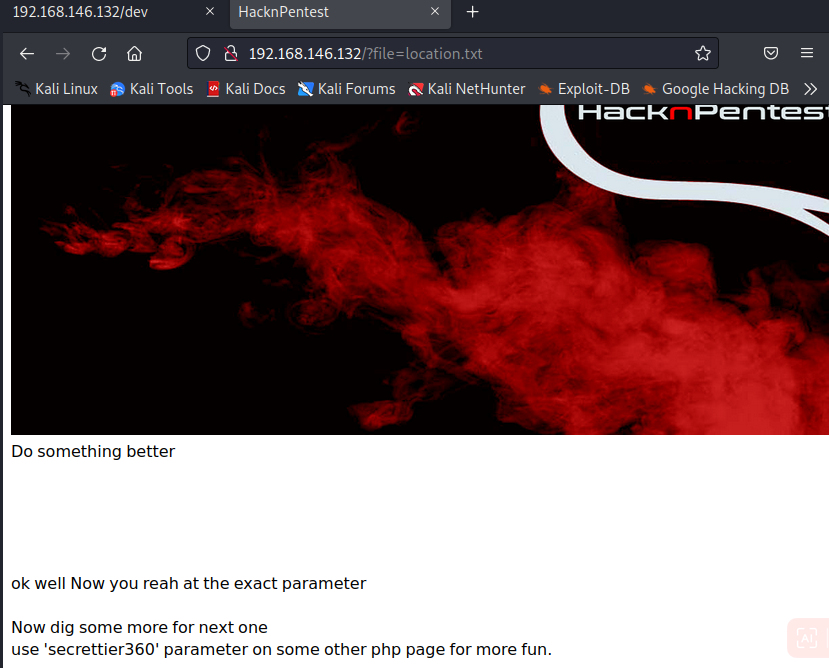 192.168.146.132/dev
HacknPentest
192.168.146.132/?file=location.txt
Kali Linux
Kali Tools
Kali Docs
Kali Forums
Kali NetHunter
Exploit-DB
Google Hacking DB
HacknPentest
Do something better
ok well Now you reah at the exact parameter
Now dig some more for next one
use 'secrettier360' parameter on some other php page for more fun.
AI